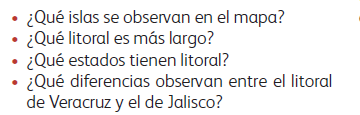 • ¿Qué islas se observan en el mapa?
• ¿Qué litoral es más largo?
• ¿Qué estados tienen litoral?
• ¿Qué diferencias observan entre el litoral
de Veracruz y el de Jalisco?